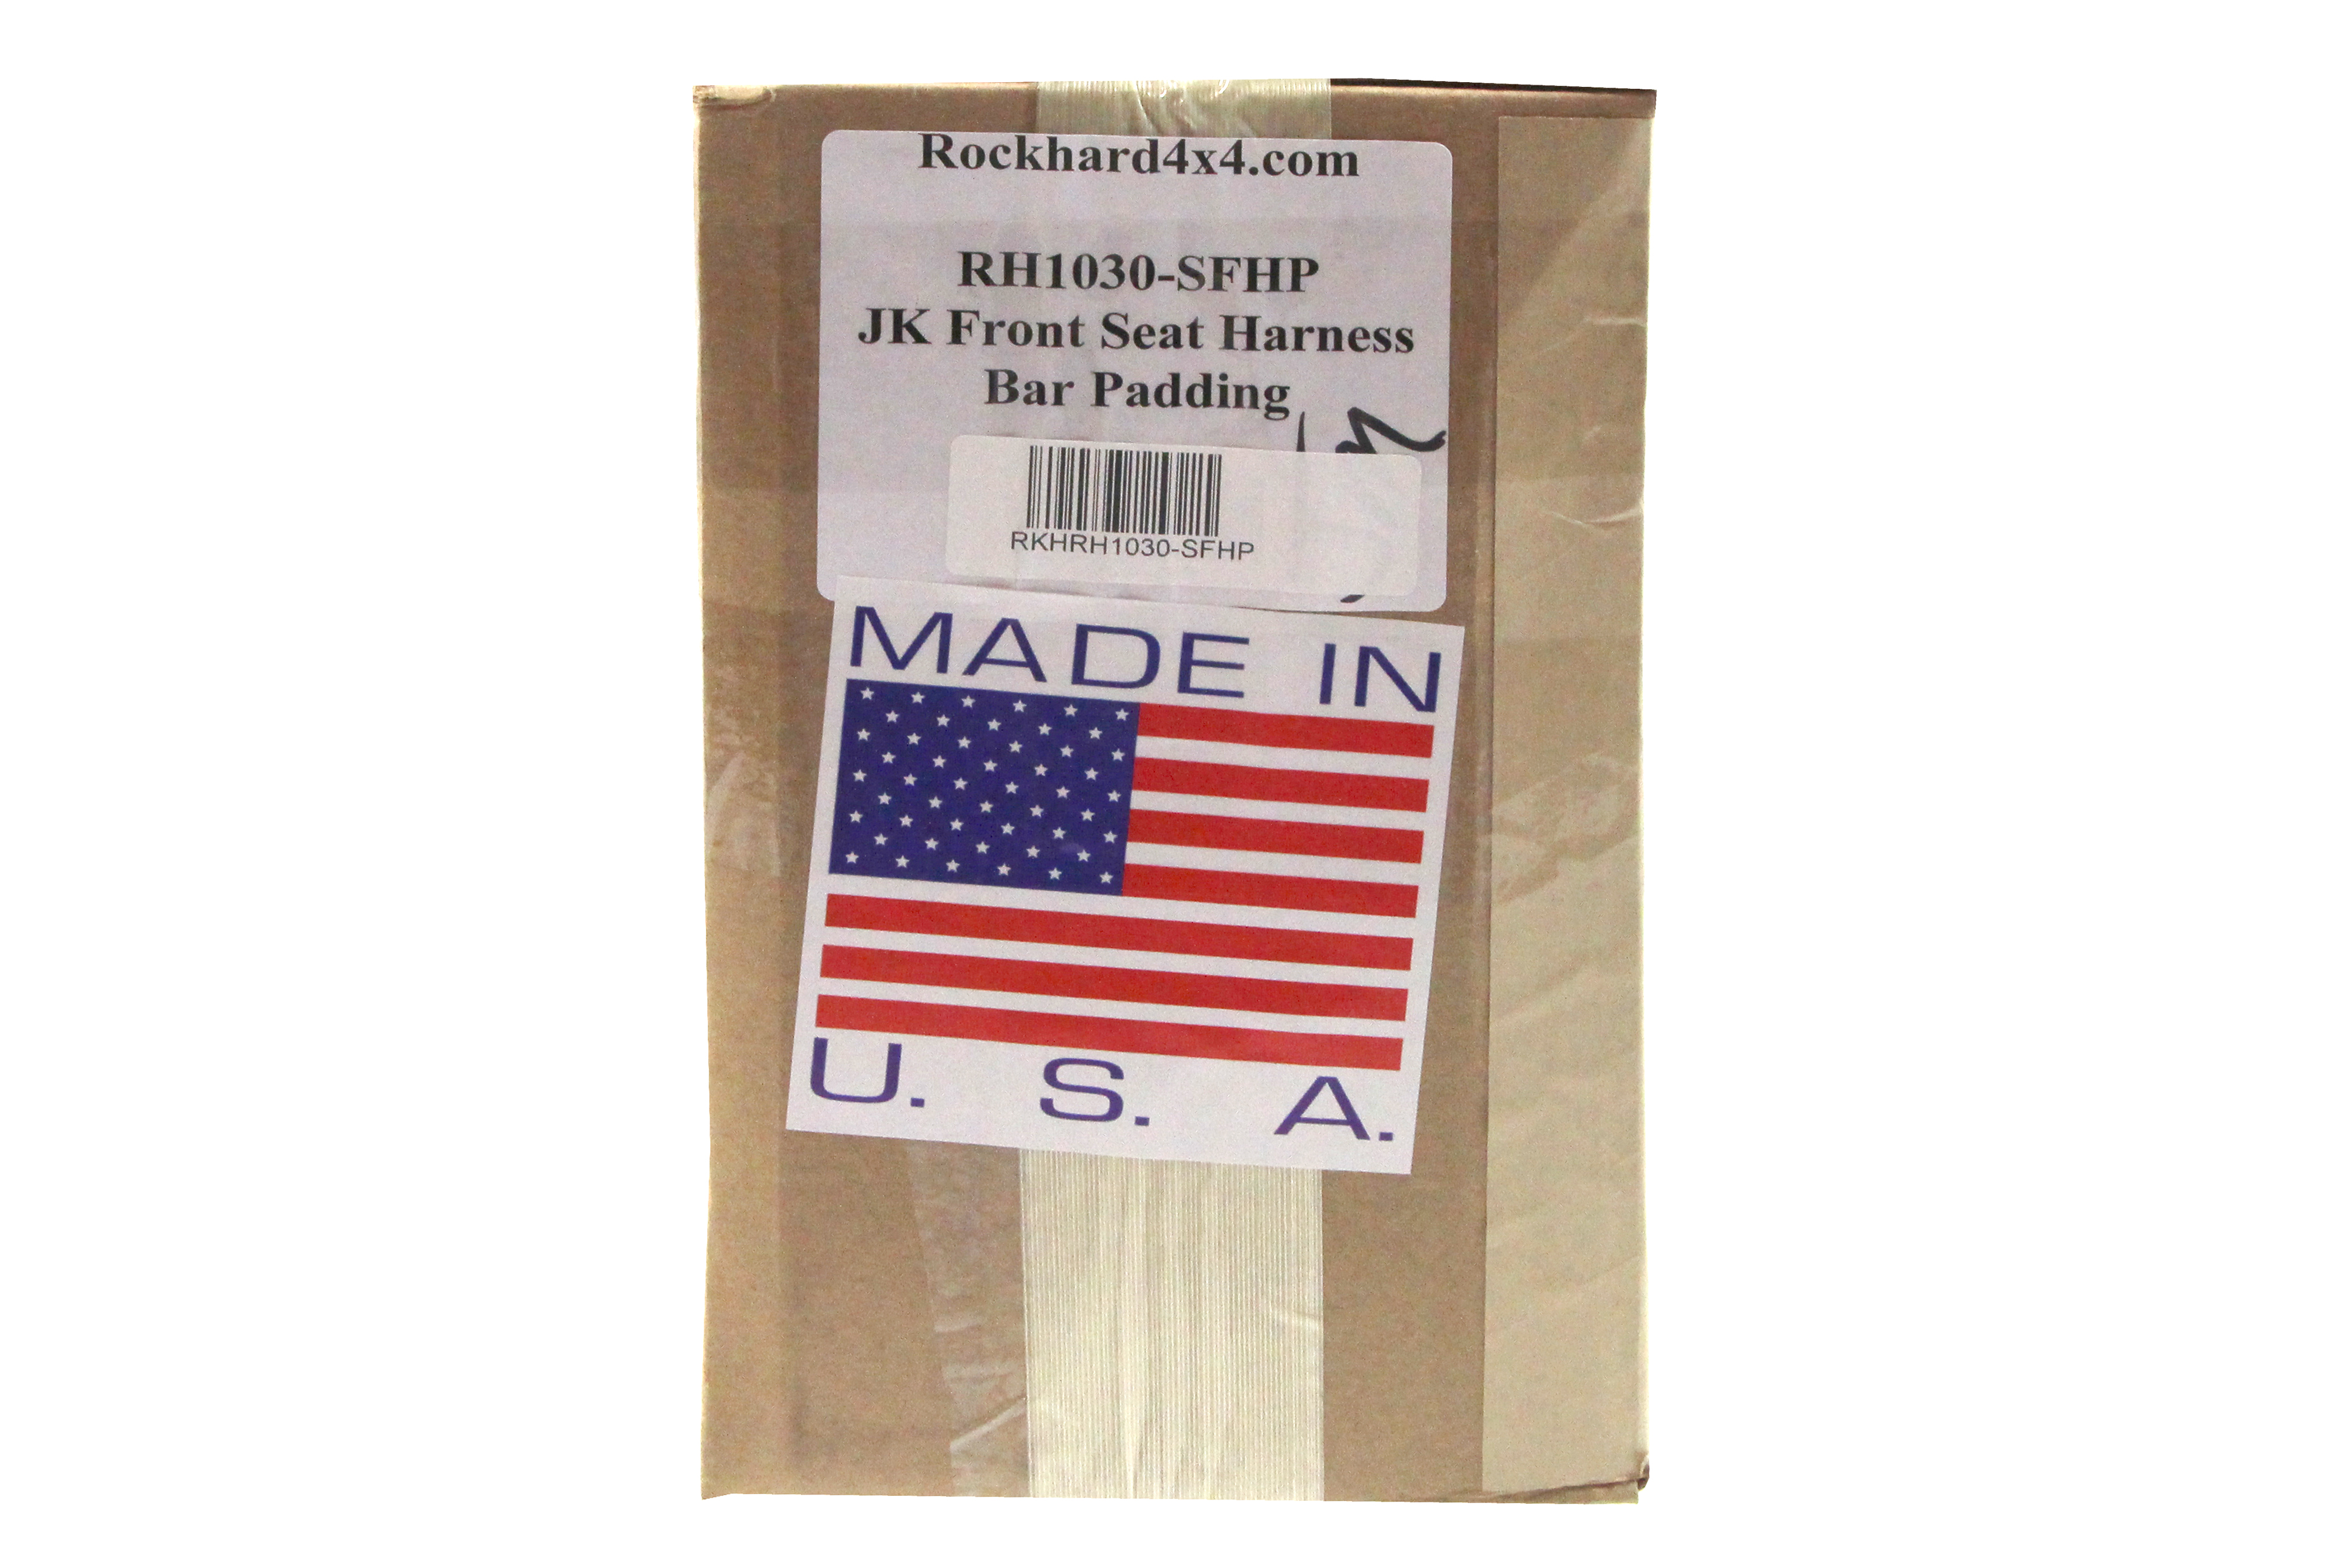 Rockhard4x4.com
RH1030-SFHP
JK Front Seat Harness
Bar Padding
RKHRH1030-SFHP
MADE IN
U. S. A.